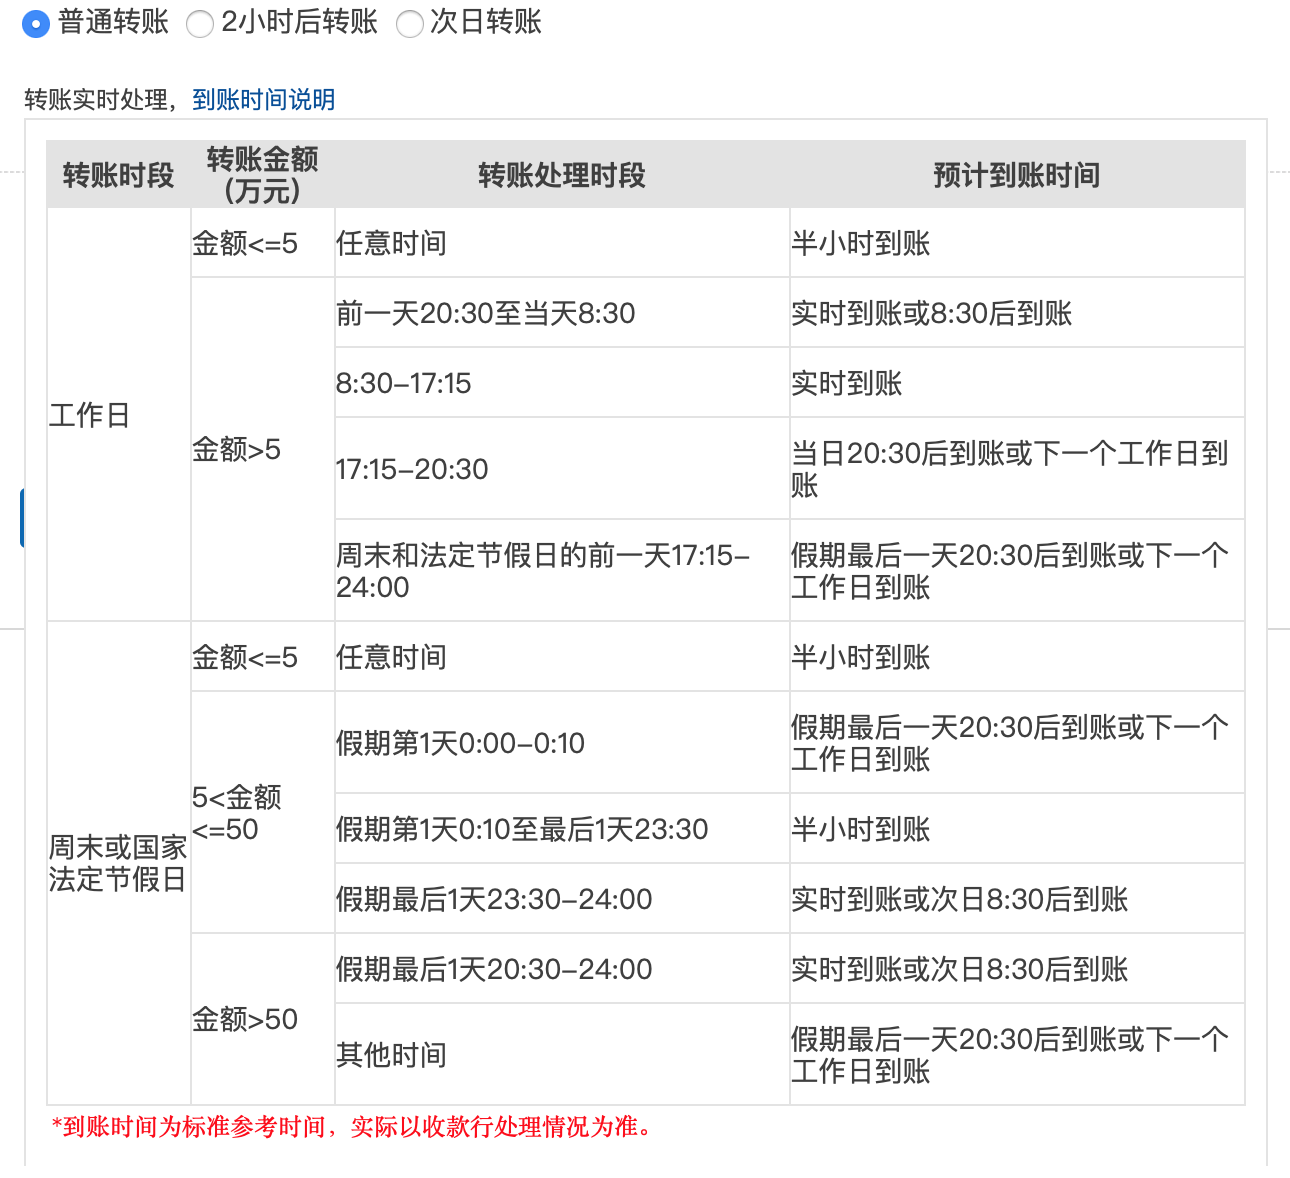 普通转账 2小时后转账 次日转账
转账实时处理，到账时间说明
转账时段 转账金额(万元) 转账处理时段 预计到账时间
工作日
金额<=5 任意时间 半小时到账
金额>5
前一天20:30至当天8:30 实时到账或8:30后到账
8:30–17:15 实时到账
17:15–20:30 当日20:30后到账或下一个工作日到
账
周末和法定节假日的前一天17:15–
24:00
假期最后一天20:30后到账或下一个
工作日到账
周末或国家
法定节假日
金额<=5 任意时间 半小时到账
5<金额
<=50
假期第1天0:00–0:10
假期最后一天20:30后到账或下一个
工作日到账
假期第1天0:10至最后1天23:30 半小时到账
假期最后1天23:30–24:00 实时到账或次日8:30后到账
金额>50
假期最后1天20:30–24:00 实时到账或次日8:30后到账
其他时间
假期最后一天20:30后到账或下一个
工作日到账
*到账时间为标准参考时间，实际以收款行处理情况为准。